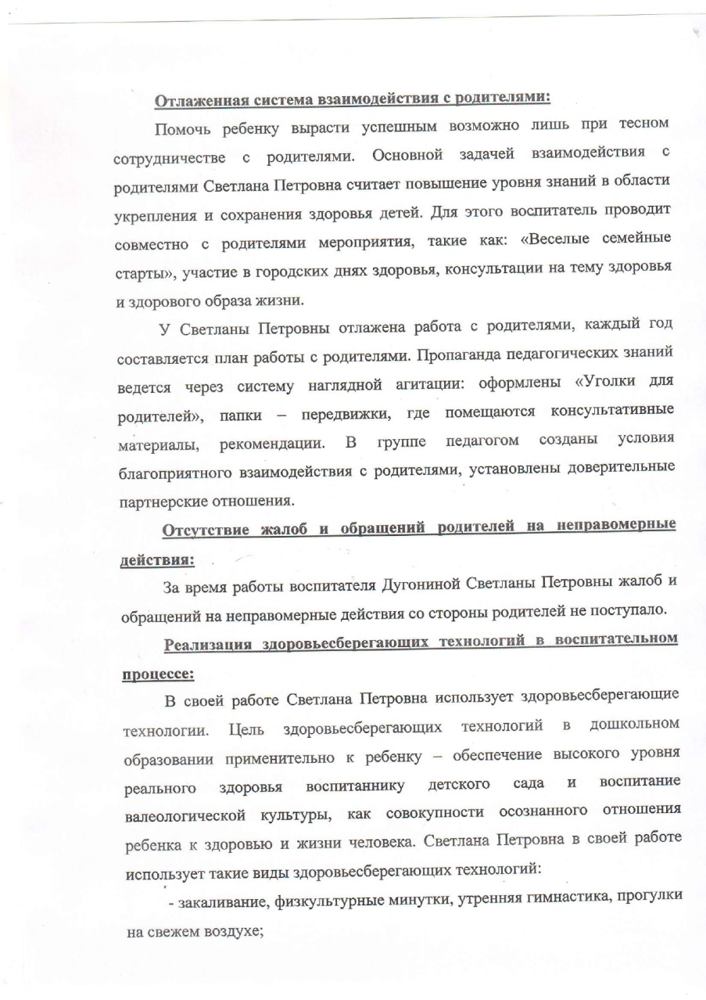 Отлаженная система взаимодействия с родителями:
Помочь ребенку вырасти успешным возможно лишь при тесном
сотрудничестве с родителями. Основной задачей взаимодействия с
родителями Светлана Петровна считает повышение уровня знаний в области
укрепления и сохранения здоровья детей. Для этого воспитатель проводит
совместно с родителями мероприятия, такие как: «Веселые семейные
старты», участие в городских днях здоровья, консультации на тему здоровья
и здорового образа жизни.
У Светланы Петровны отлажена работа с родителями, каждый год
составляется план работы с родителями. Пропаганда педагогических знаний
ведется через систему наглядной агитации: оформлены «Уголки для
родителей», папки – передвижки, где помещаются консультативные
материалы, рекомендации. В группе педагогом созданы условия
благоприятного взаимодействия с родителями, установлены доверительные
партнерские отношения.
Отсутствие жалоб и обращений родителей на неправомерные
действия:
За время работы воспитателя Дугониной Светланы Петровны жалоб и
обращений на неправомерные действия со стороны родителей не поступало.
Реализация здоровьесберегающих технологий в воспитательном
процессе:
В своей работе Светлана Петровна использует здоровьесберегающие
технологии. Цель здоровьесберегающих технологий в дошкольном
образовании применительно к ребенку – обеспечение высокого уровня
реального здоровья воспитаннику детского сада и воспитание
валеологической культуры, как совокупности осознанного отношения
ребенка к здоровью и жизни человека. Светлана Петровна в своей работе
использует такие виды здоровьесберегающих технологий:
- закаливание, физкультурные минутки, утренняя гимнастика, прогулки
на свежем воздухе;